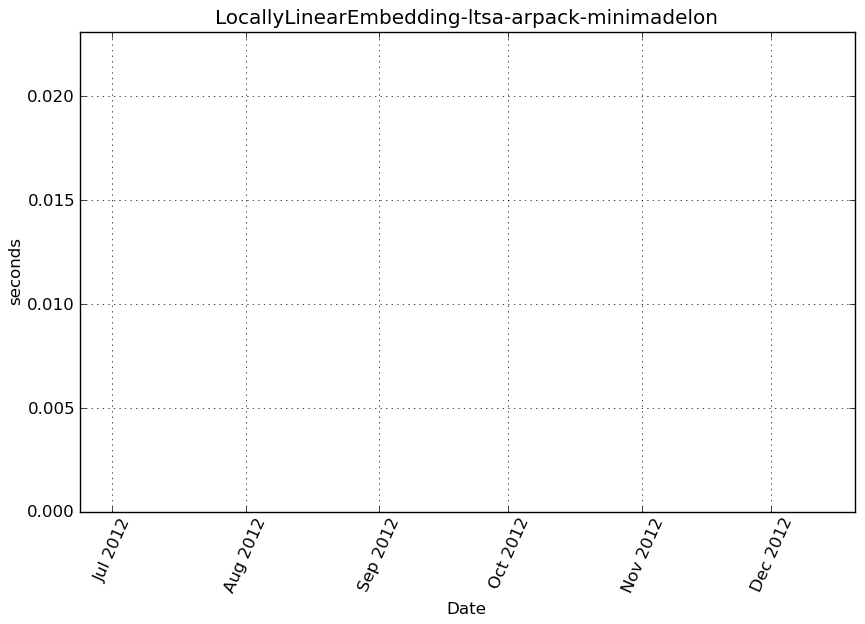 LocallyLinearEmbedding-ltsa-arpack-minimadelon
0.020
0.015
0.010
0.005
0.000
seconds
Jul 2012
Aug 2012
Sep 2012
Oct 2012
Nov 2012
Dec 2012
Date